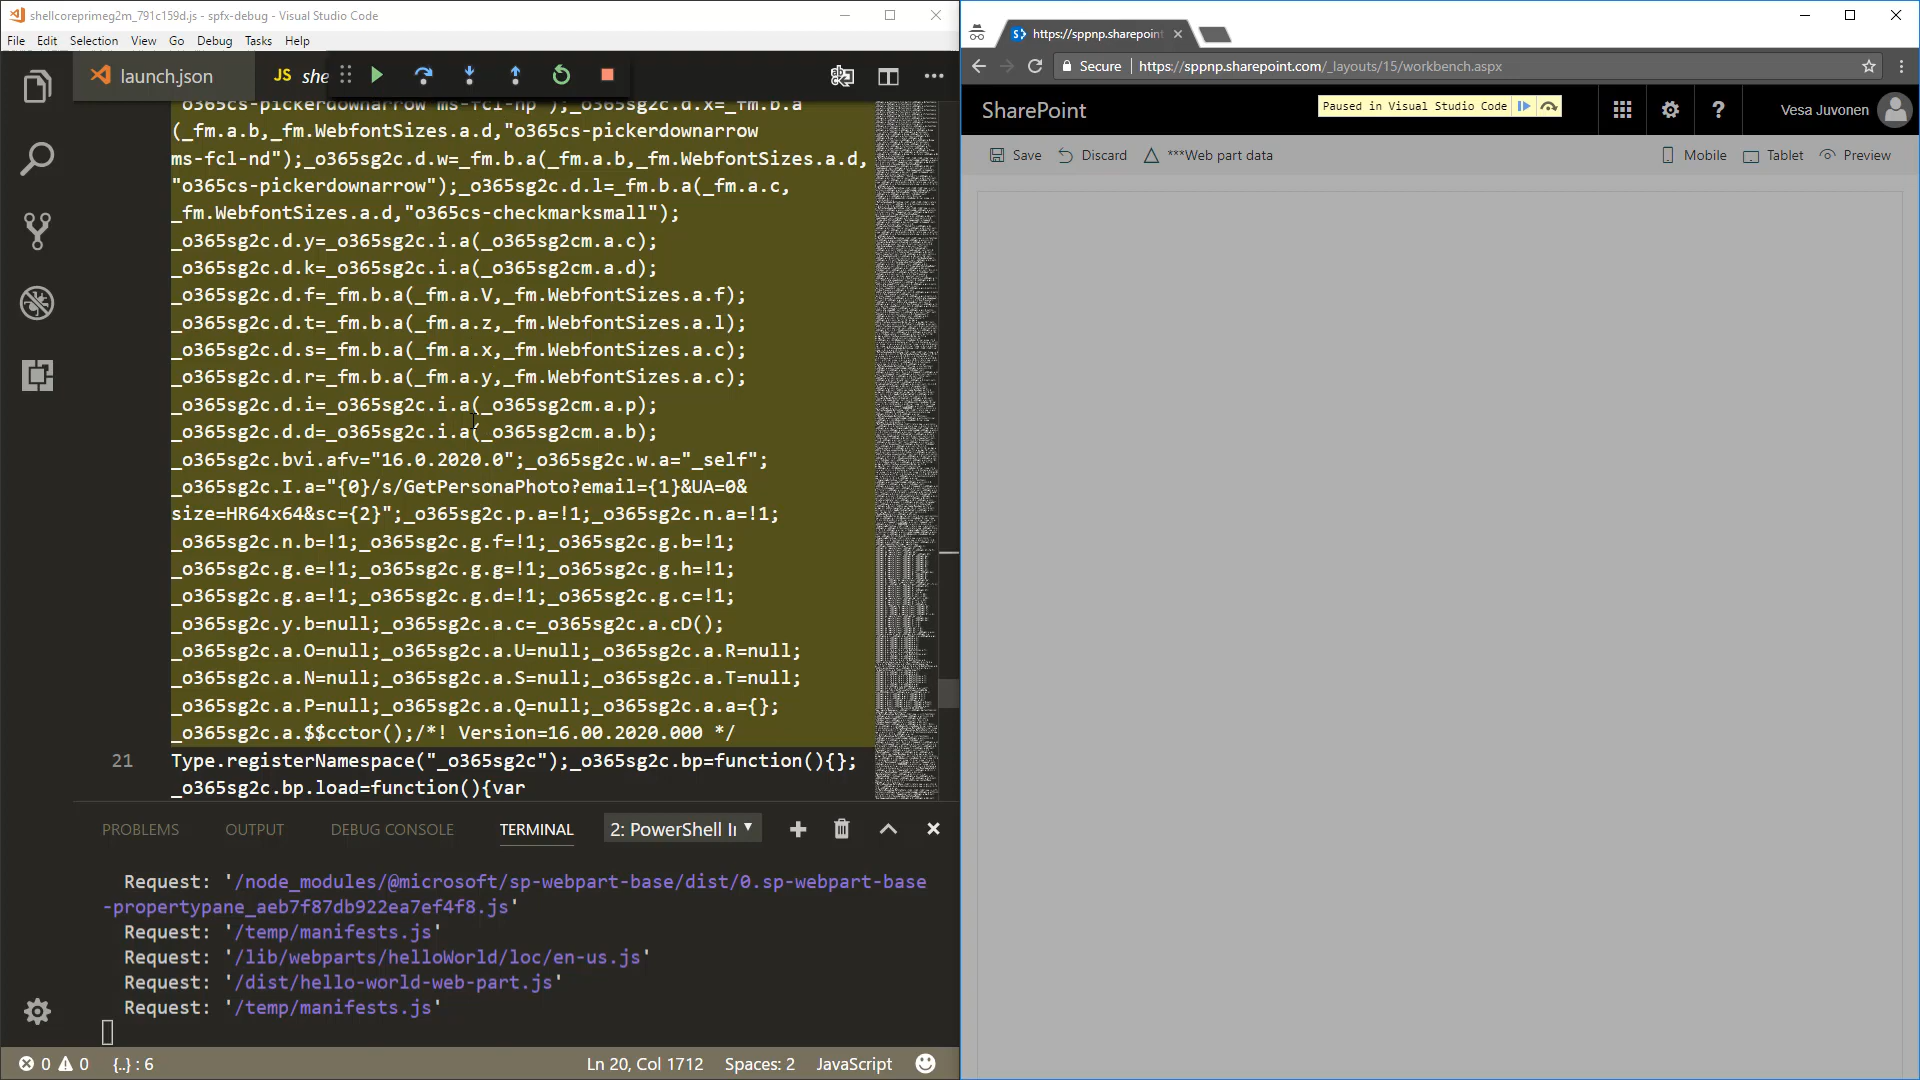 shellcoreprimeg2m_791c159d.js - spfx-debug - Visual Studio Code
File Edit Selection View Go Debug Tasks Help
launch.json
JS she
"o365cs-pickerdownarrow ms-fcl-np");_o365sg2c.d.x=_fm.b.a
(_fm.a.b,_fm.WebfontSizes.a.d,"o365cs-pickerdownarrow
ms-fcl-nd");_o365sg2c.d.w=_fm.b.a(_fm.a.b,_fm.WebfontSizes.a.d,
"o365cs-pickerdownarrow");_o365sg2c.d.l=_fm.b.a(_fm.a.c,
_fm.WebfontSizes.a.d,"o365cs-checkmarksmall");
_o365sg2c.d.y=_o365sg2c.i.a(_o365sg2cm.a.c);
_o365sg2c.d.k=_o365sg2c.i.a(_o365sg2cm.a.d);
_o365sg2c.d.f=_fm.b.a(_fm.a.V,_fm.WebfontSizes.a.f);
_o365sg2c.d.t=_fm.b.a(_fm.a.z,_fm.WebfontSizes.a.l);
_o365sg2c.d.s=_fm.b.a(_fm.a.x,_fm.WebfontSizes.a.c);
_o365sg2c.d.r=_fm.b.a(_fm.a.y,_fm.WebfontSizes.a.c);
_o365sg2c.d.i=_o365sg2c.i.a(_o365sg2cm.a.p);
_o365sg2c.d.d=_o365sg2c.i.a(_o365sg2cm.a.b);
_o365sg2c.bvi.afv="16.0.2020.0";_o365sg2c.w.a="_self";
_o365sg2c.I.a="{0}/s/GetPersonaPhoto?email={1}&UA=0&
size=HR64x64&sc={2}";_o365sg2c.p.a=!1;_o365sg2c.n.a=!1;
_o365sg2c.n.b=!1;_o365sg2c.g.f=!1;_o365sg2c.g.b=!1;
_o365sg2c.g.e=!1;_o365sg2c.g.g=!1;_o365sg2c.g.h=!1;
_o365sg2c.g.a=!1;_o365sg2c.g.d=!1;_o365sg2c.g.c=!1;
_o365sg2c.y.b=null;_o365sg2c.a.c=_o365sg2c.a.cD();
_o365sg2c.a.O=null;_o365sg2c.a.U=null;_o365sg2c.a.R=null;
_o365sg2c.a.N=null;_o365sg2c.a.S=null;_o365sg2c.a.T=null;
_o365sg2c.a.P=null;_o365sg2c.a.Q=null;_o365sg2c.a.a={};
_o365sg2c.a.$$cctor();/*! Version=16.00.2020.000 */
21 Type.registerNamespace("_o365sg2c");_o365sg2c.bp=function(){};
_o365sg2c.bp.load=function(){var
PROBLEMS OUTPUT DEBUG CONSOLE TERMINAL 2: PowerShell I
Request: '/node_modules/@microsoft/sp-webpart-base/dist/0.sp-webpart-base
-propertypane_aeb7f87db922ea7ef4f8.js'
Request: '/temp/manifests.js'
Request: '/lib/webparts/helloWorld/loc/en-us.js'
Request: '/dist/hello-world-web-part.js'
Request: '/temp/manifests.js'
0 0 {..} : 6 Ln 20, Col 1712 Spaces: 2 JavaScript
https://sppnp.sharepoint
Secure https://sppnp.sharepoint.com/_layouts/15/workbench.aspx
SharePoint
Paused in Visual Studio Code
? Vesa Juvonen
Save Discard ***Web part data Mobile Tablet Preview